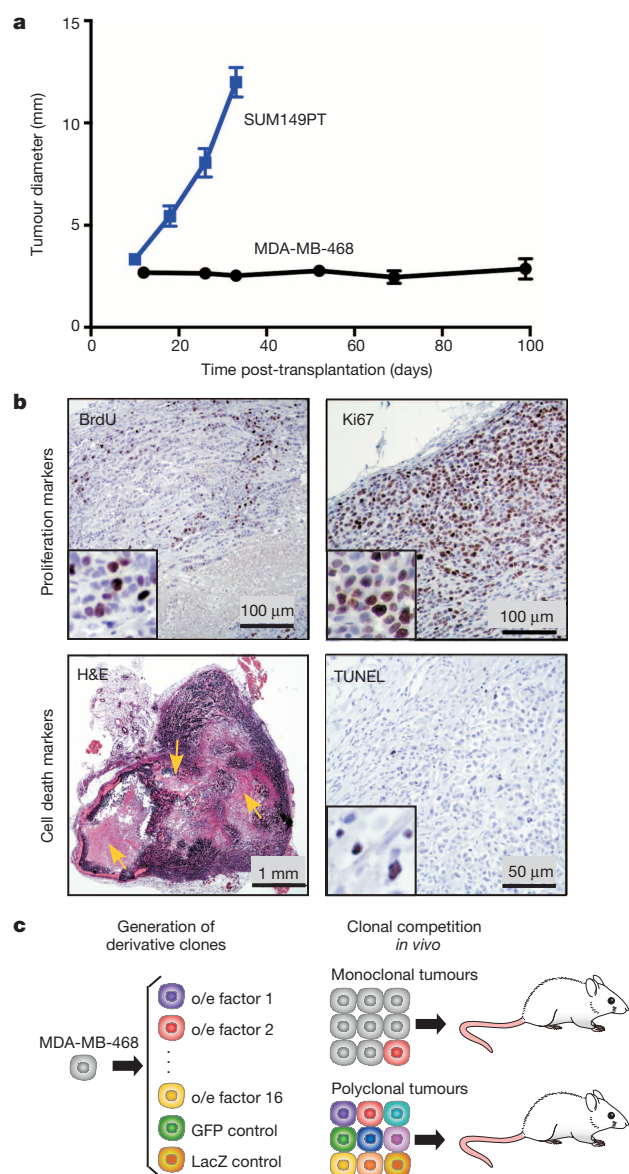 a
15
10
5
0
Tumour diameter (mm)
SUM149PT
MDA-MB-468
0
20
40
60
80
100
Time post-transplantation (days)
b
Proliferation markers
BrdU
100 μm
Ki67
100 μm
Cell death markers
H&E
1 mm
TUNEL
50 μm
c
Generation of
derivative clones
MDA-MB-468
o/e factor 1
o/e factor 2
o/e factor 16
GFP control
LacZ control
Clonal competition
in vivo
Monoclonal tumours
Polyclonal tumours